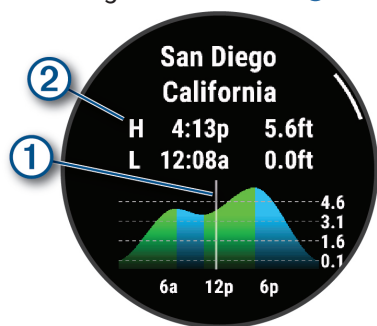 San Diego
California
② H 4:13p 5.6ft
① L 12:08a 0.0ft
4.6
3.1
1.6
0.1
6a 12p 6p